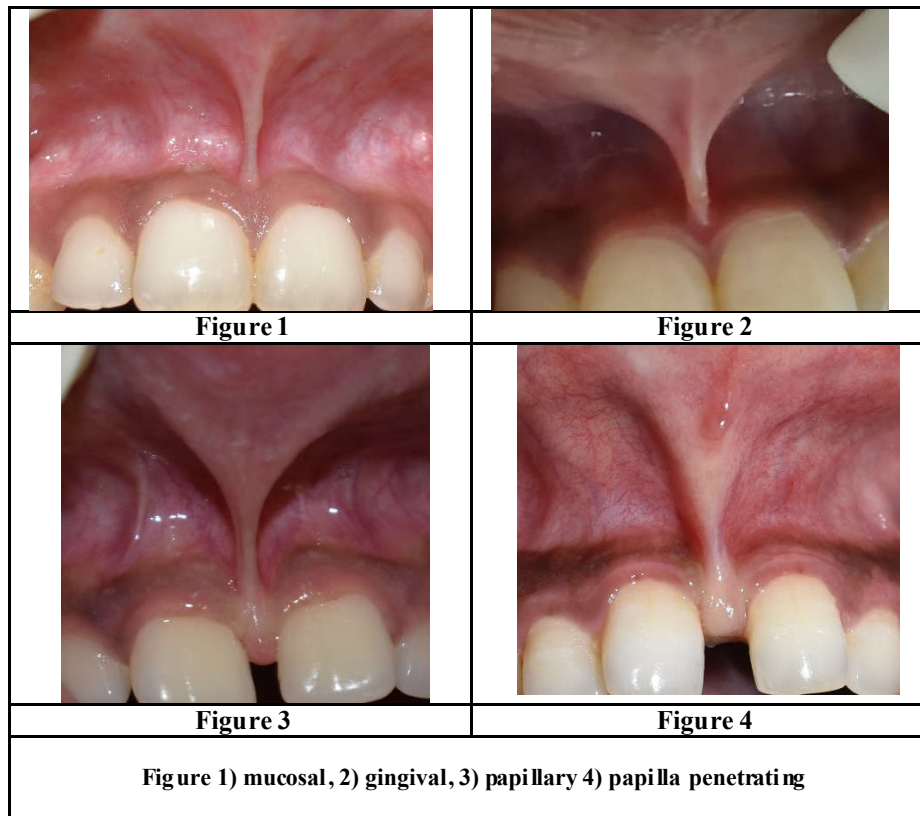 Figure 1
Figure 2
Figure 3
Figure 4
Figure 1) mucosal, 2) gingival, 3) papillary 4) papilla penetrating